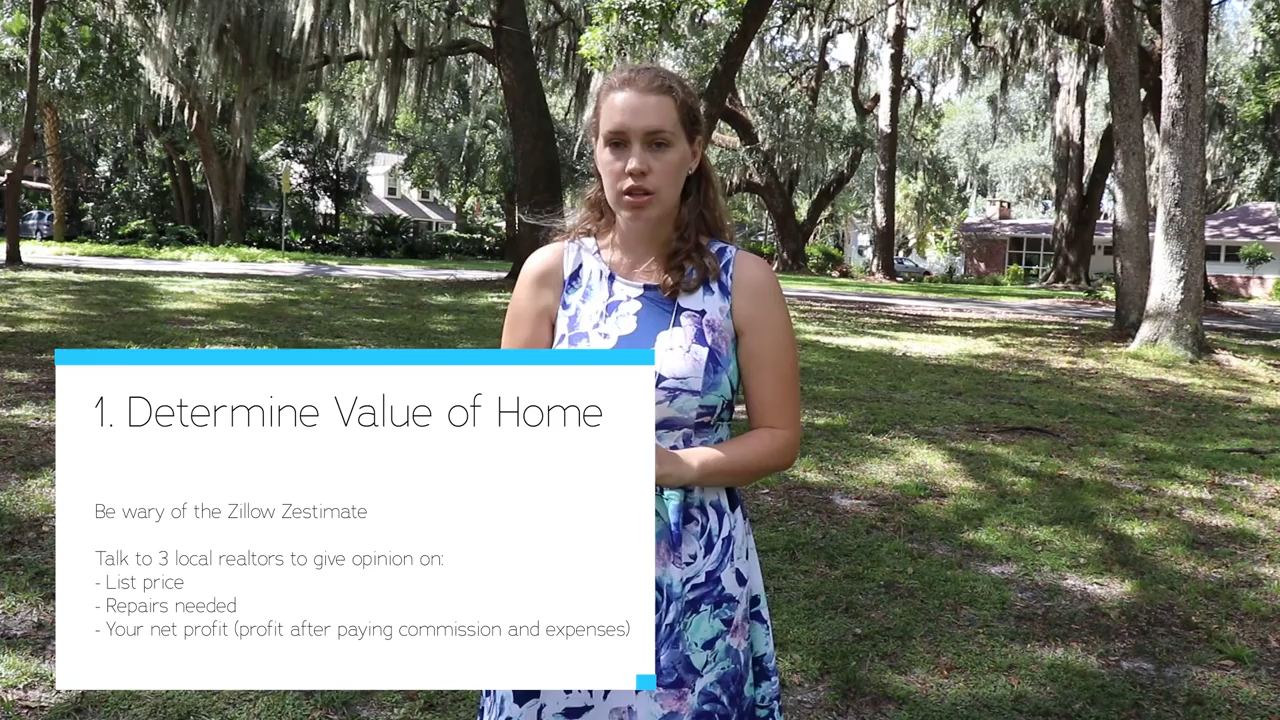 1. Determine Value of Home
Be wary of the Zillow Zestimate
Talk to 3 local realtors to give opinion on:
- List price
- Repairs needed
- Your net profit (profit after paying commission and expenses)